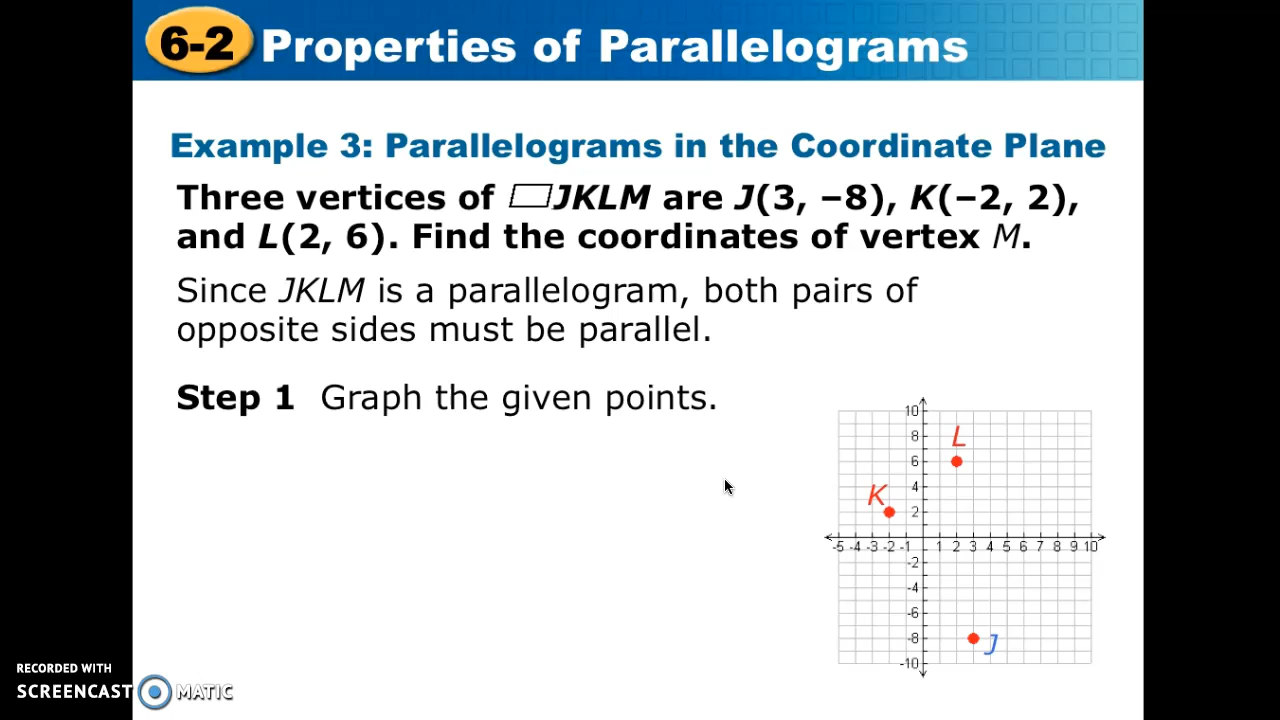 6-2 Properties of Parallelograms
Example 3: Parallelograms in the Coordinate Plane
Three vertices of ▱JKLM are J(3, –8), K(–2, 2),
and L(2, 6). Find the coordinates of vertex M.
Since JKLM is a parallelogram, both pairs of
opposite sides must be parallel.
Step 1 Graph the given points.
10
L
8
6
K
4
2
-5 -4 -3 -2 -1 1 2 3 4 5 6 7 8 9 10
-2
-4
-6
-8
J
-10
RECORDED WITH
SCREENCAST MATIC